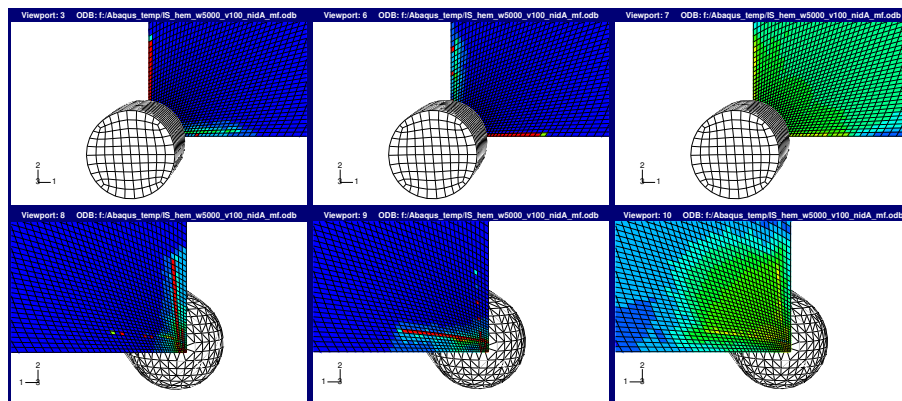 Viewport: 3 ODB: f:/Abaqus_temp/IS_hem_w5000_v100_nidA_mf.odb
Viewport: 6 ODB: f:/Abaqus_temp/IS_hem_w5000_v100_nidA_mf.odb
Viewport: 7 ODB: f:/Abaqus_temp/IS_hem_w5000_v100_nidA_mf.odb
2
3 1
2
3 1
2
3 1
Viewport: 8 ODB: f:/Abaqus_temp/IS_hem_w5000_v100_nidA_mf.odb
Viewport: 9 ODB: f:/Abaqus_temp/IS_hem_w5000_v100_nidA_mf.odb
Viewport: 10 ODB: f:/Abaqus_temp/IS_hem_w5000_v100_nidA_mf.odb
2
1 3
2
1 3
2
1 3